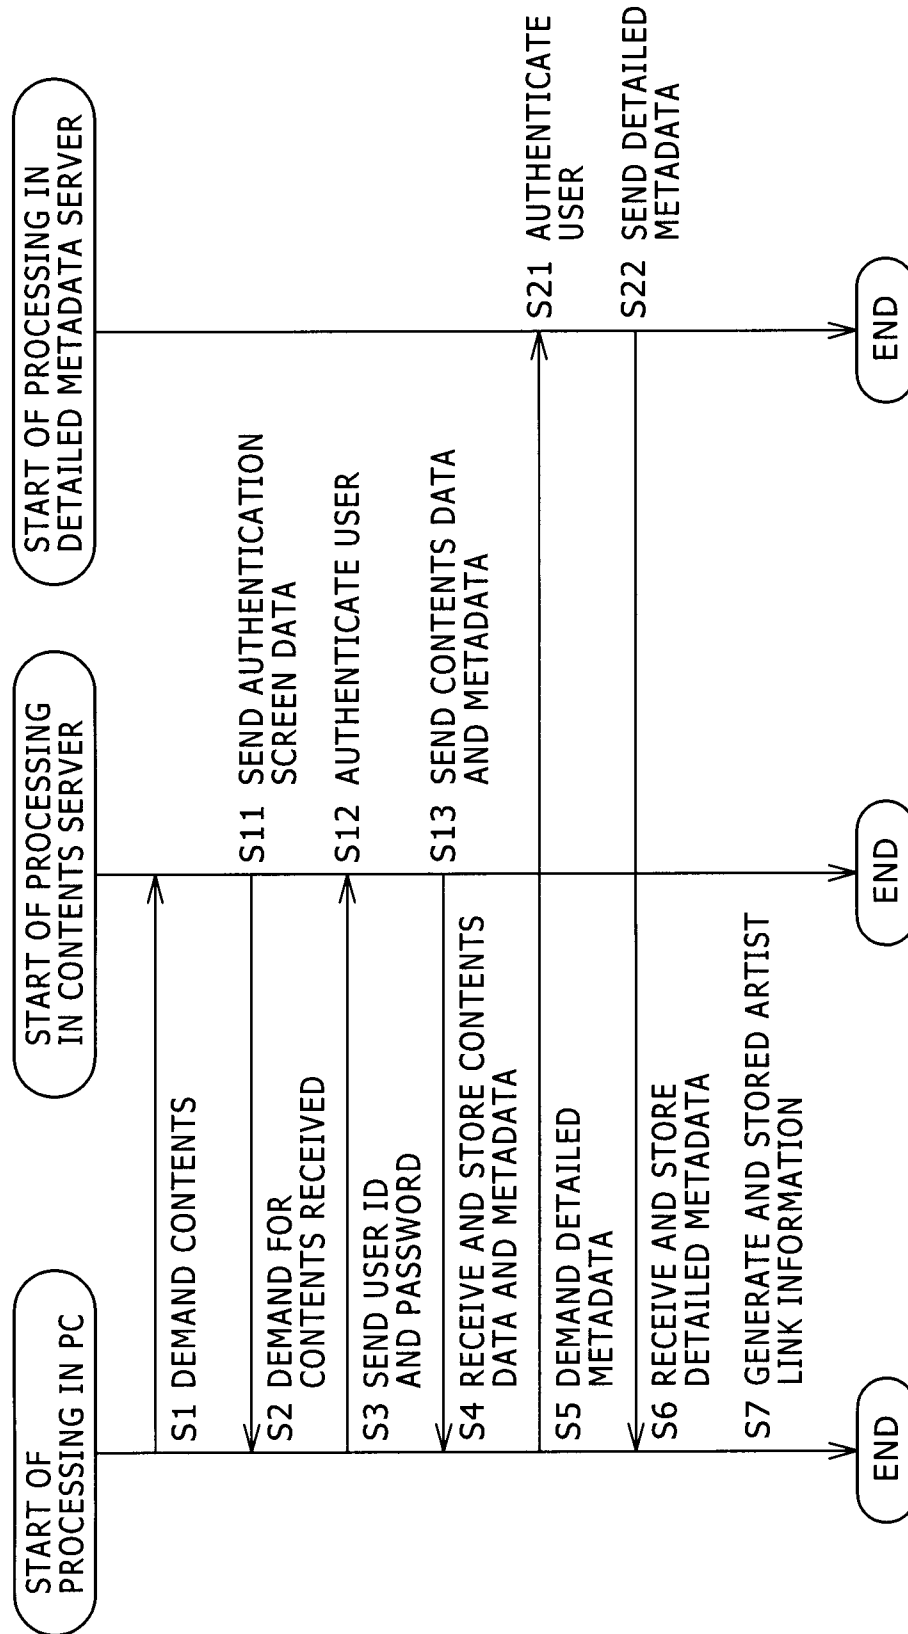 START OF
PROCESSING IN PC
START OF PROCESSING
IN CONTENTS SERVER
START OF PROCESSING IN
DETAILED METADATA SERVER
S1 DEMAND CONTENTS
S11 SEND AUTHENTICATION
SCREEN DATA
S2 DEMAND FOR
CONTENTS RECEIVED
S12 AUTHENTICATE USER
S3 SEND USER ID
AND PASSWORD
S13 SEND CONTENTS DATA
AND METADATA
S4 RECEIVE AND STORE CONTENTS
DATA AND METADATA
S21 AUTHENTICATE
USER
S5 DEMAND DETAILED
METADATA
S22 SEND DETAILED
METADATA
S6 RECEIVE AND STORE
DETAILED METADATA
S7 GENERATE AND STORED ARTIST
LINK INFORMATION
END
END
END